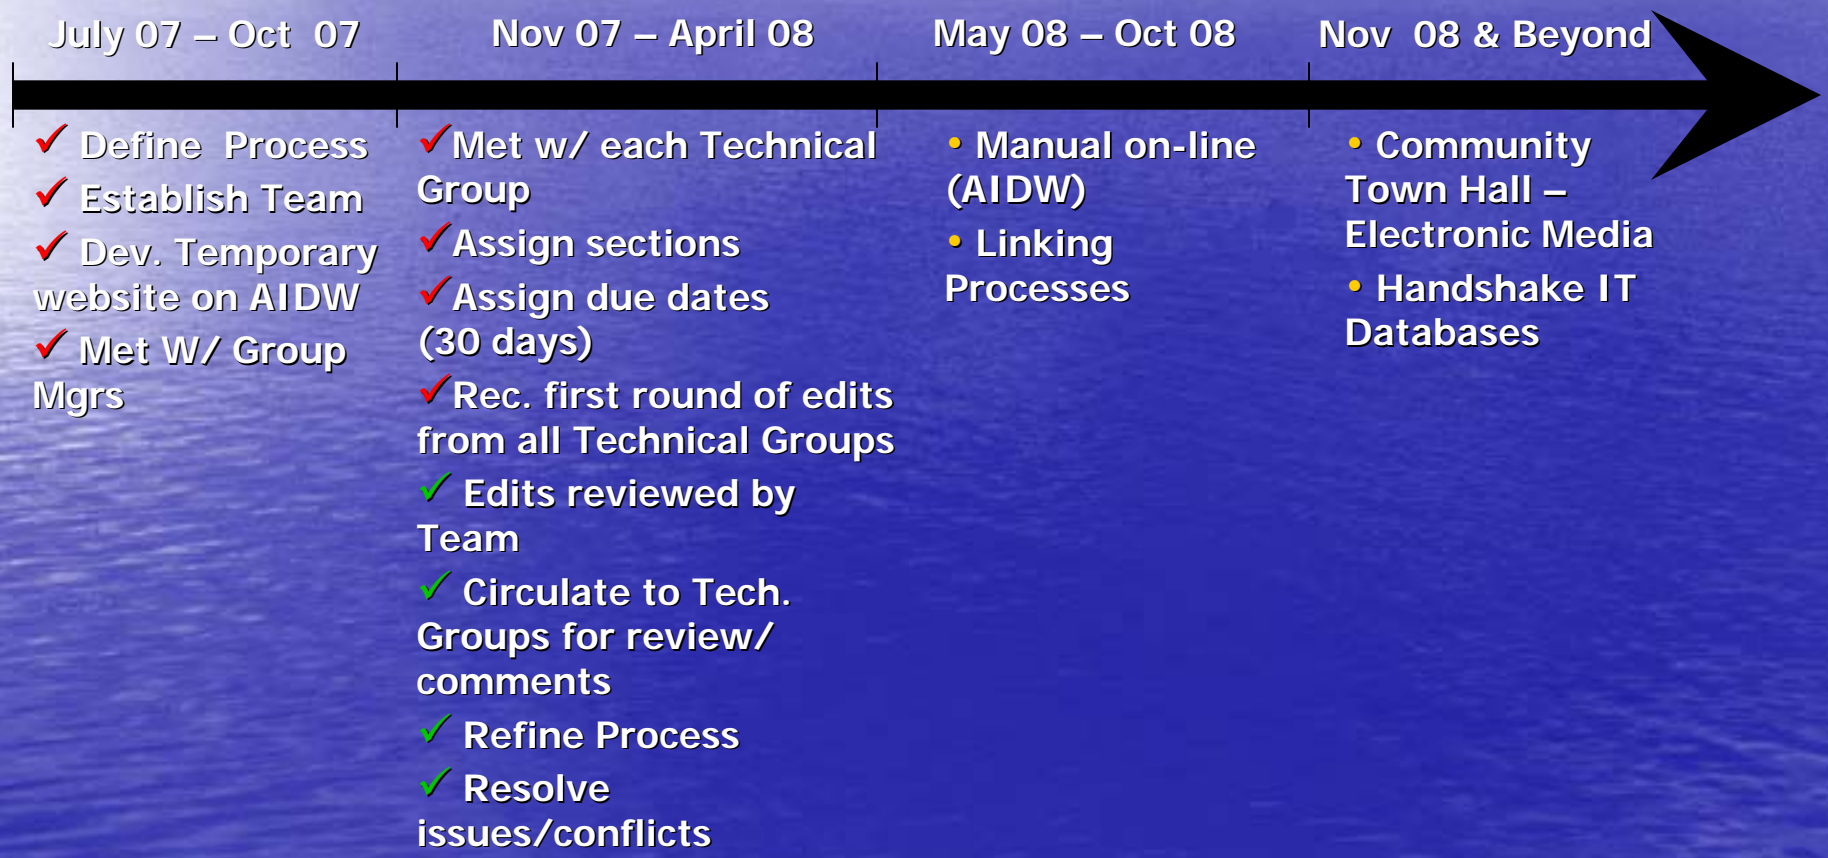 July 07 – Oct 07
Nov 07 – April 08
May 08 – Oct 08
Nov 08 & Beyond
✓ Define Process
✓ Establish Team
✓ Dev. Temporary
website on AIDW
✓ Met W/ Group
Mgrs
✓Met w/ each Technical
Group
✓Assign sections
✓Assign due dates
(30 days)
✓Rec. first round of edits
from all Technical Groups
✓ Edits reviewed by
Team
✓ Circulate to Tech.
Groups for review/
comments
✓ Refine Process
✓ Resolve
issues/conflicts
• Manual on-line
(AIDW)
• Linking
Processes
• Community
Town Hall –
Electronic Media
• Handshake IT
Databases